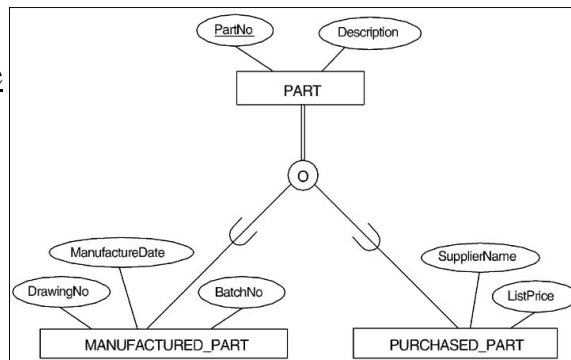 e
PartNo
Description
PART
O
ManufactureDate
SupplierName
DrawingNo
BatchNo
ListPrice
MANUFACTURED_PART
PURCHASED_PART